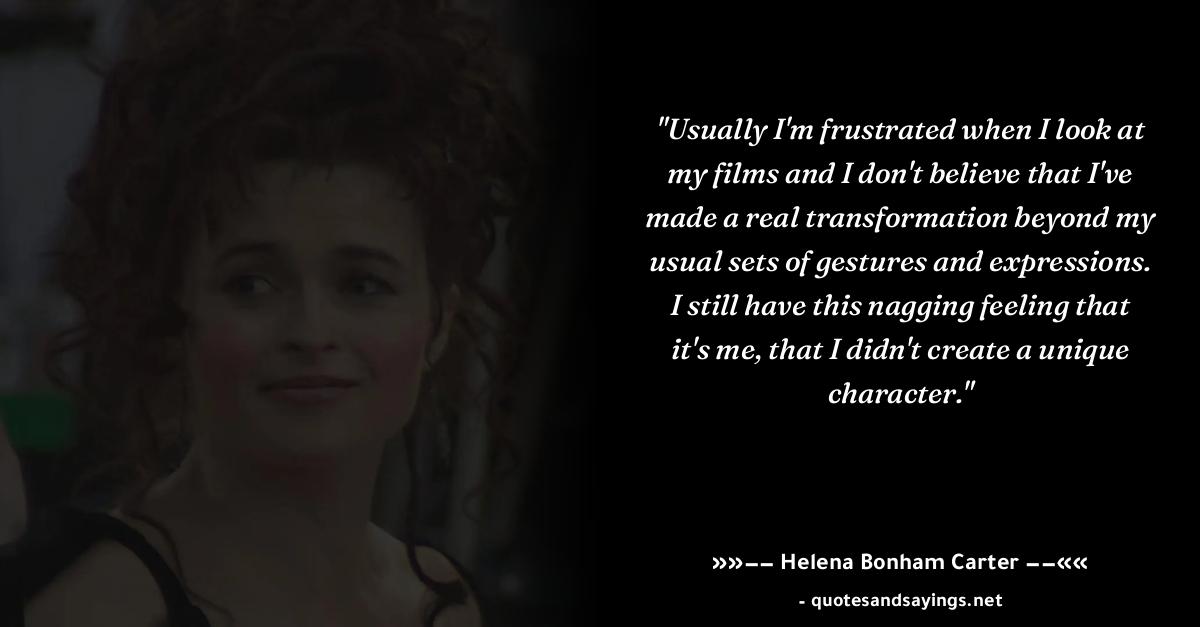 "Usually I'm frustrated when I look at
my films and I don't believe that I've
made a real transformation beyond my
usual sets of gestures and expressions.
I still have this nagging feeling that
it's me, that I didn't create a unique
character."
»»–– Helena Bonham Carter ––««
- quotesandsayings.net